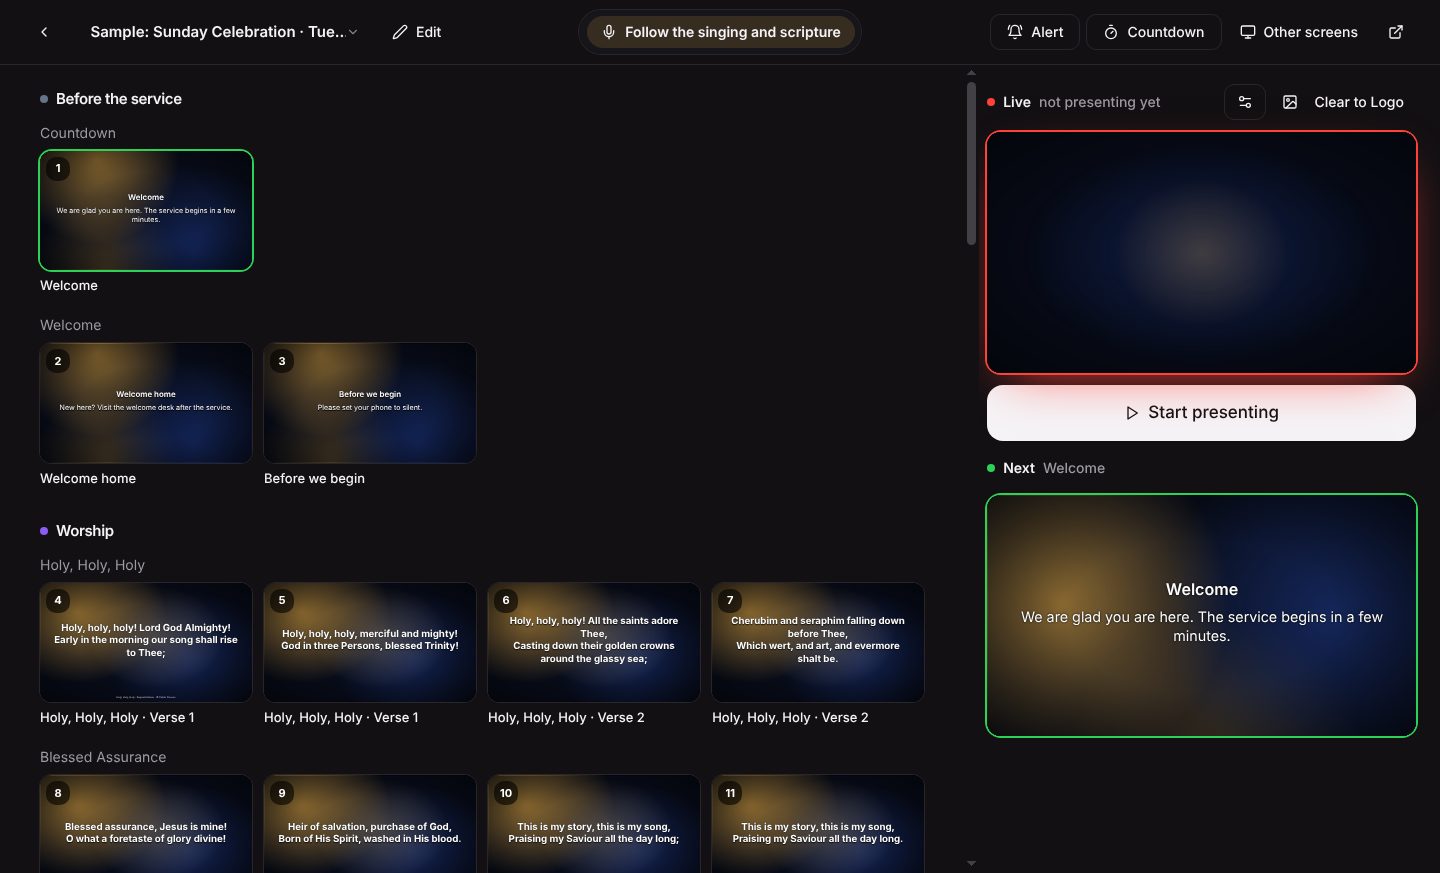 Sample: Sunday Celebration · Tue...
Edit
Follow the singing and scripture
Alert
Countdown
Other screens
Before the service
Countdown
1
Welcome
We are glad you are here. The service begins in a few
minutes.
Welcome
Welcome
2
Welcome home
New here? Visit the welcome desk after the service.
Welcome home
3
Before we begin
Please set your phone to silent.
Before we begin
Worship
Holy, Holy, Holy
4
Holy, holy, holy! Lord God Almighty!
Early in the morning our song shall rise
to Thee;
Holy, Holy, Holy · Verse 1
5
Holy, holy, holy, merciful and mighty!
God in three Persons, blessed Trinity!
Holy, Holy, Holy · Verse 1
6
Holy, holy, holy! All the saints adore
Thee,
Casting down their golden crowns
around the glassy sea;
Holy, Holy, Holy · Verse 2
7
Cherubim and seraphim falling down
before Thee,
Which wert, and art, and evermore
shalt be.
Holy, Holy, Holy · Verse 2
Blessed Assurance
8
Blessed assurance, Jesus is mine!
O what a foretaste of glory divine!
9
Heir of salvation, purchase of God,
Born of His Spirit, washed in His blood.
10
This is my story, this is my song,
Praising my Saviour all the day long;
11
This is my story, this is my song,
Praising my Saviour all the day long.
Live not presenting yet
Clear to Logo
Start presenting
Next Welcome
Welcome
We are glad you are here. The service begins in a few
minutes.